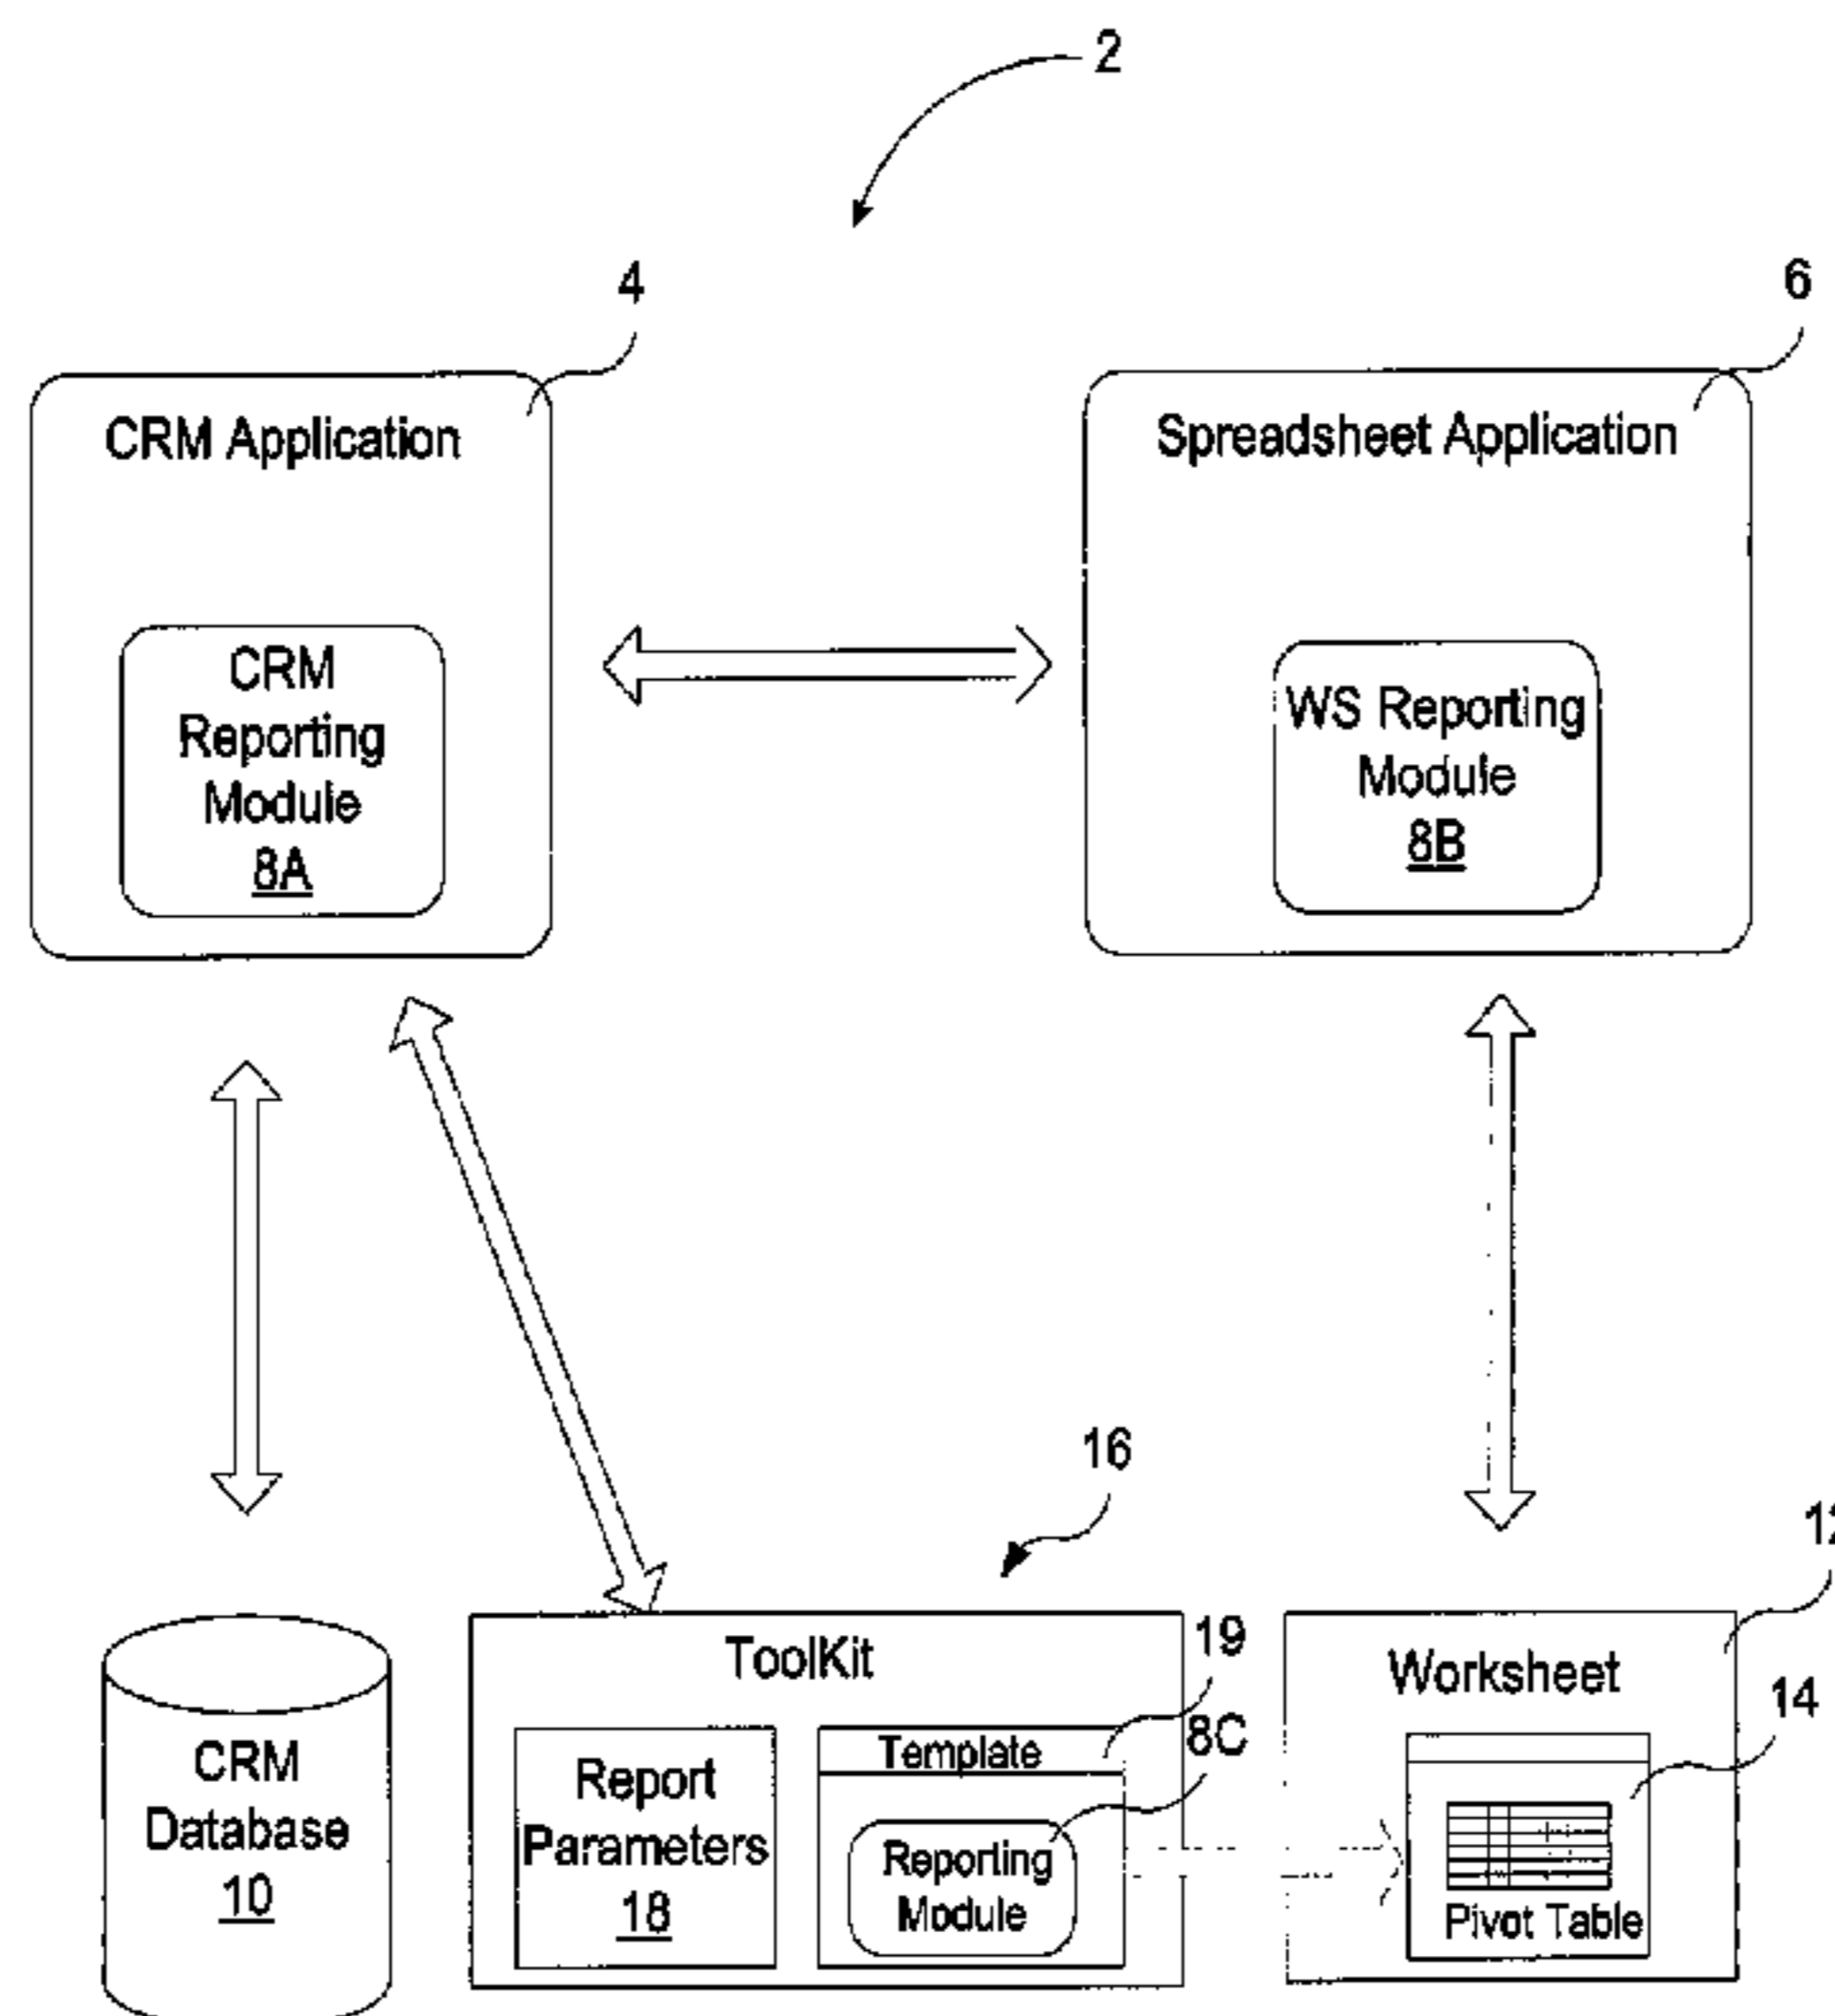 2
4
6
CRM Application
Spreadsheet Application
CRM
Reporting
Module
8A
WS Reporting
Module
8B
16
12
ToolKit
19
Worksheet
14
8C
Template
Report
Parameters
18
Reporting
Module
CRM
Database
10
Pivot Table